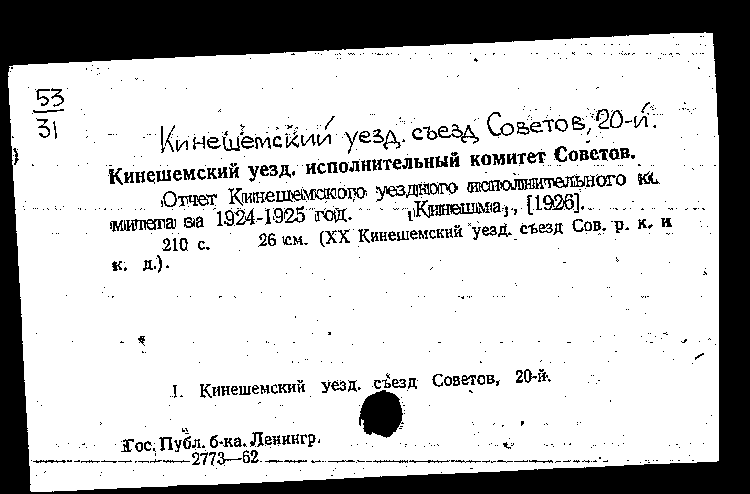 53
31
Кинешемский уезд. съезд Советов, 20-й.
Кинешемский уезд. исполнительный комитет Советов.
Отчет Кинешемского уездного исполнительного ко
митета за 1924-1925 год. Кинешма, [1926].
210 с. 26 см. (XX Кинешемский уезд. съезд Сов. р. к. и
к. д.).
I. Кинешемский уезд. съезд Советов, 20-й.
Гос. Публ. б-ка. Ленингр.
2773—62